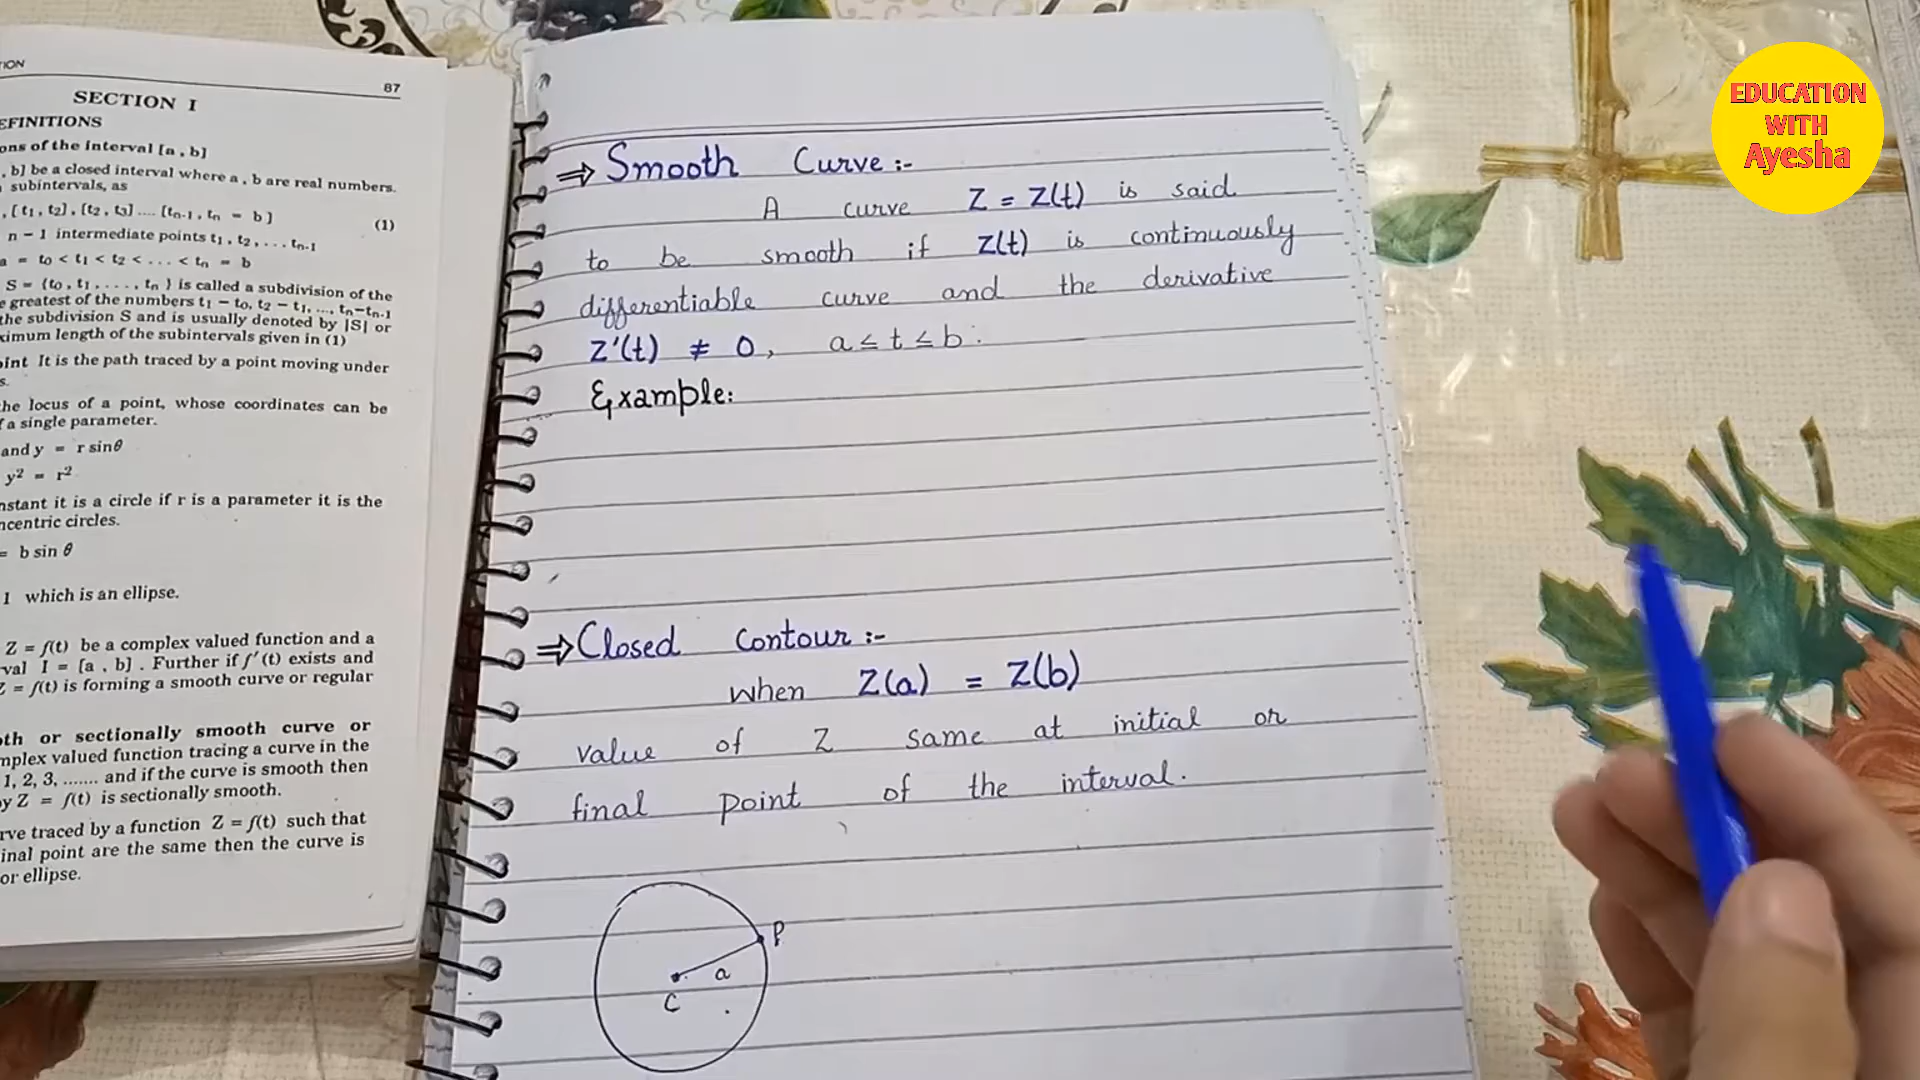 TION
87
SECTION I
EFINITIONS
ons of the interval [a , b]
, b] be a closed interval where a , b are real numbers.
subintervals, as
, [ t₁ , t₂] , [t₂ , t₃] .... [tₙ₋₁ , tₙ = b ] (1)
n − 1 intermediate points t₁ , t₂ , . . . tₙ₋₁
a = t₀ < t₁ < t₂ < . . . < tₙ = b
S = {t₀ , t₁ , . . . , tₙ } is called a subdivision of the
e greatest of the numbers t₁ − t₀, t₂ − t₁, ..., tₙ−tₙ₋₁
the subdivision S and is usually denoted by |S| or
ximum length of the subintervals given in (1)
oint It is the path traced by a point moving under
s.
he locus of a point, whose coordinates can be
f a single parameter.
and y = r sinθ
y² = r²
nstant it is a circle if r is a parameter it is the
ncentric circles.
= b sin θ
1 which is an ellipse.
Z = f(t) be a complex valued function and a
val I = [a , b] . Further if f′(t) exists and
Z = f(t) is forming a smooth curve or regular
oth or sectionally smooth curve or
mplex valued function tracing a curve in the
1, 2, 3, ....... and if the curve is smooth then
by Z = f(t) is sectionally smooth.
rve traced by a function Z = f(t) such that
inal point are the same then the curve is
or ellipse.
⇒ Smooth Curve :-
A curve Z = Z(t) is said
to be smooth if Z(t) is continuously
differentiable curve and the derivative
Z'(t) ≠ 0, a ≤ t ≤ b .
Example:
⇒ Closed Contour :-
when Z(a) = Z(b)
value of Z same at initial or
final point of the interval.
P
a
C
EDUCATION
WITH
Ayesha